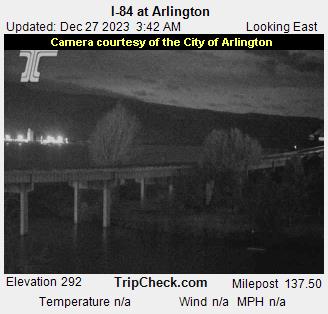 I-84 at Arlington
Updated: Dec 27 2023 3:42 AM Looking East
Camera courtesy of the City of Arlington
Elevation 292 TripCheck.com Milepost 137.50
Temperature n/a Wind n/a MPH n/a